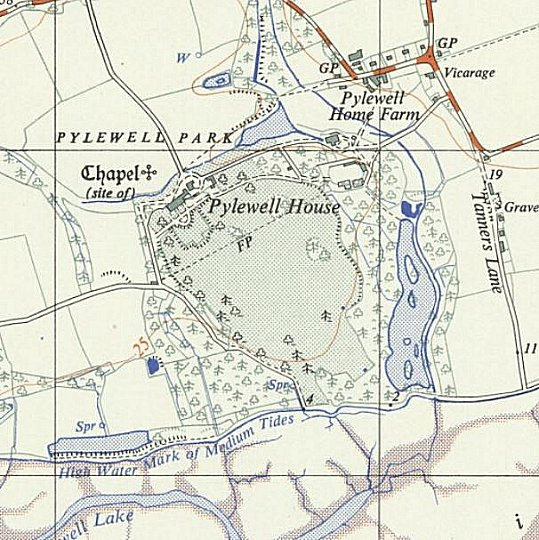 W
GP
GP
Vicarage
Pylewell
Home Farm
PYLEWELL PARK
Chapel
(site of)
19
Pylewell House
Grave
Tanners Lane
FP
25
11
Spr
4
2
Spr
High Water Mark of Medium Tides
well Lake
i